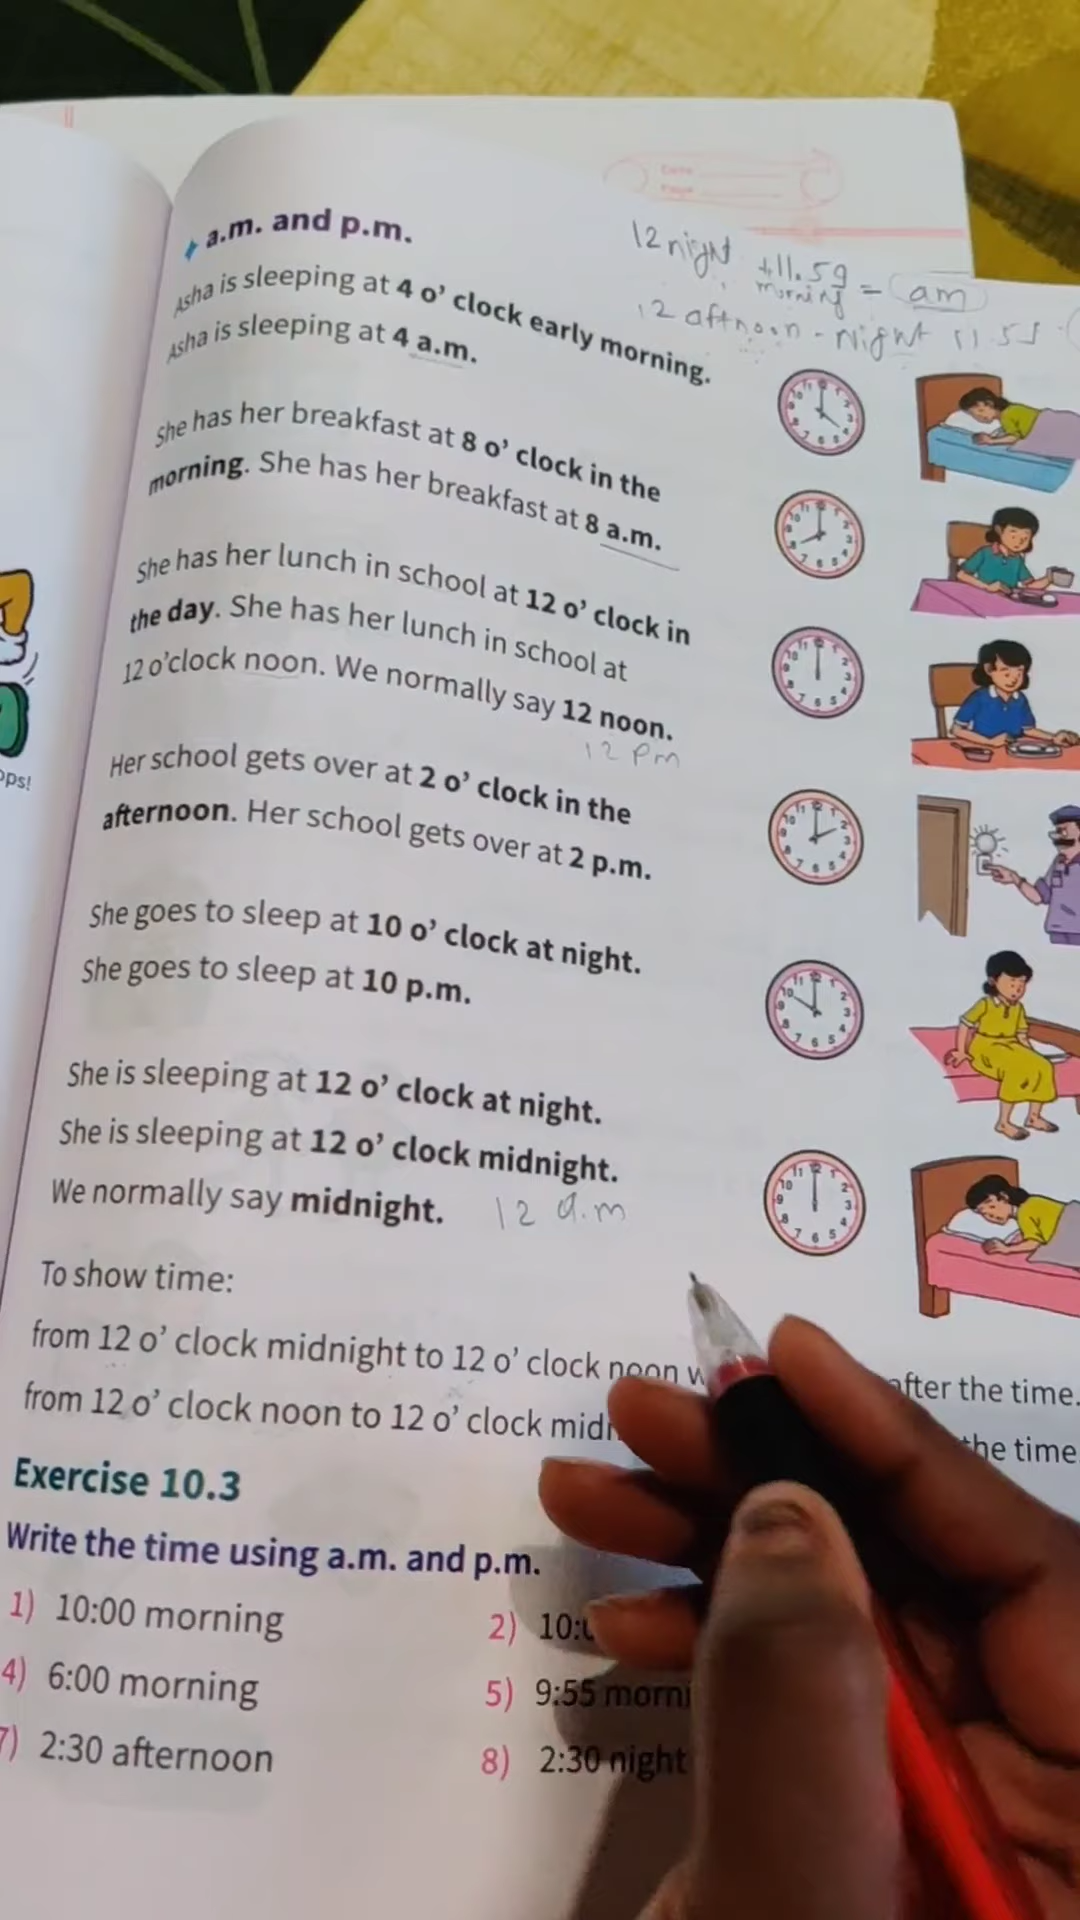 a.m. and p.m.
12 night
11.59
morning
= am
12 aftnoon - Night 11.5
Asha is sleeping at 4 o' clock early morning.
Asha is sleeping at 4 a.m.
She has her breakfast at 8 o' clock in the
morning. She has her breakfast at 8 a.m.
She has her lunch in school at 12 o' clock in
the day. She has her lunch in school at
12 o'clock noon. We normally say 12 noon.
12 pm
ops!
Her school gets over at 2 o' clock in the
afternoon. Her school gets over at 2 p.m.
She goes to sleep at 10 o' clock at night.
She goes to sleep at 10 p.m.
She is sleeping at 12 o' clock at night.
She is sleeping at 12 o' clock midnight.
We normally say midnight. 12 a.m
To show time:
from 12 o' clock midnight to 12 o' clock noon w after the time.
from 12 o' clock noon to 12 o' clock midn the time
Exercise 10.3
Write the time using a.m. and p.m.
1) 10:00 morning 2) 10:0
4) 6:00 morning 5) 9:55 morni
7) 2:30 afternoon 8) 2:30 night